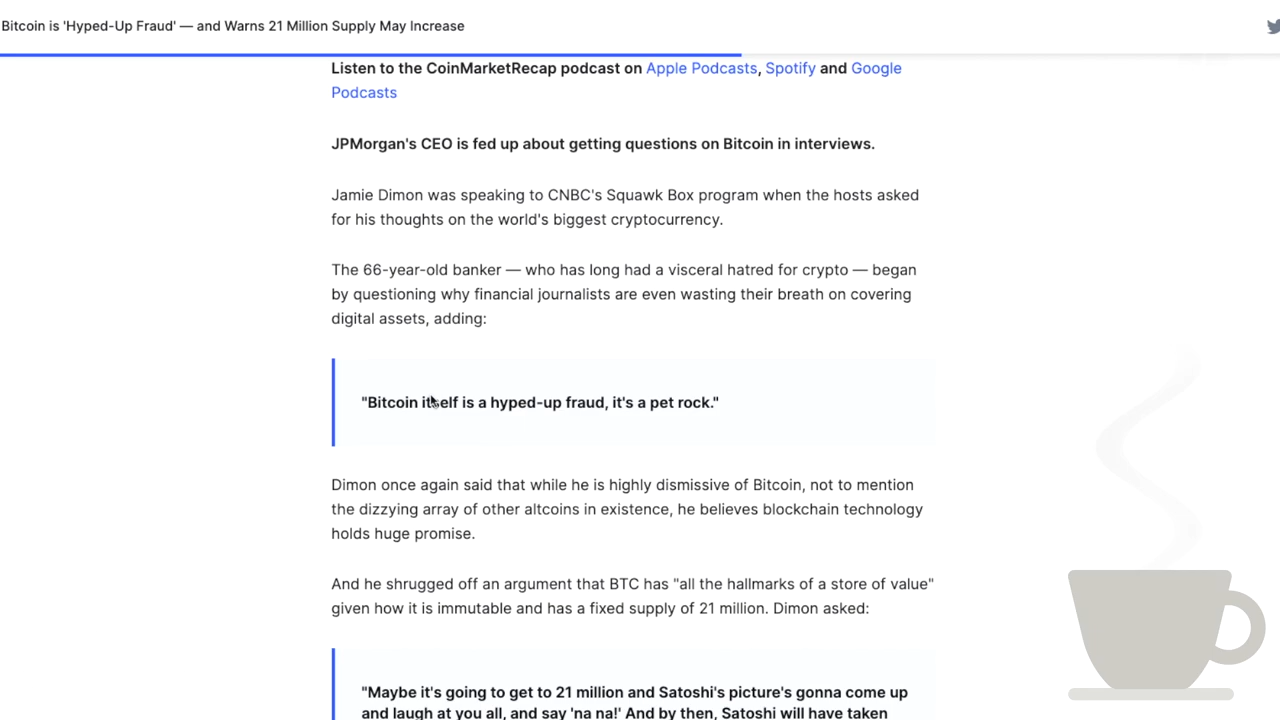 Bitcoin is 'Hyped-Up Fraud' — and Warns 21 Million Supply May Increase
Listen to the CoinMarketRecap podcast on Apple Podcasts, Spotify and Google
Podcasts
JPMorgan's CEO is fed up about getting questions on Bitcoin in interviews.
Jamie Dimon was speaking to CNBC's Squawk Box program when the hosts asked
for his thoughts on the world's biggest cryptocurrency.
The 66-year-old banker — who has long had a visceral hatred for crypto — began
by questioning why financial journalists are even wasting their breath on covering
digital assets, adding:
"Bitcoin itself is a hyped-up fraud, it's a pet rock."
Dimon once again said that while he is highly dismissive of Bitcoin, not to mention
the dizzying array of other altcoins in existence, he believes blockchain technology
holds huge promise.
And he shrugged off an argument that BTC has "all the hallmarks of a store of value"
given how it is immutable and has a fixed supply of 21 million. Dimon asked:
"Maybe it's going to get to 21 million and Satoshi's picture's gonna come up
and laugh at you all, and say 'na na!' And by then, Satoshi will have taken